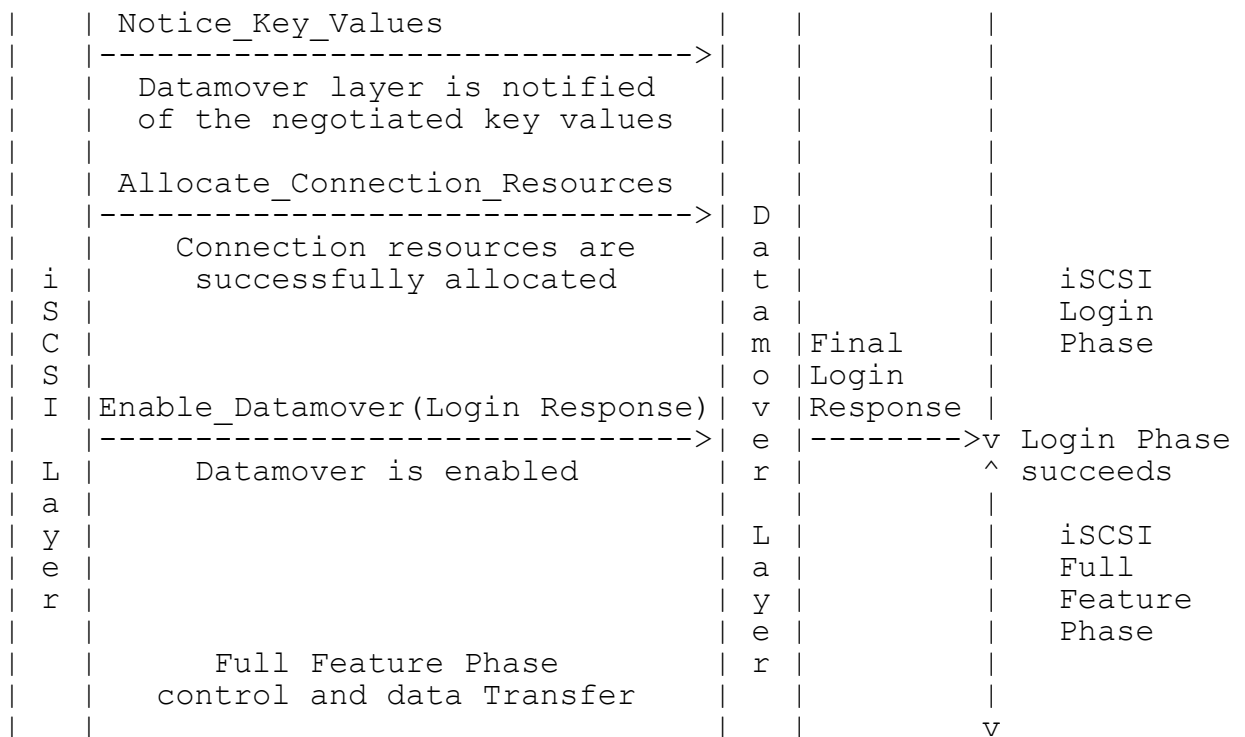 |   | Notice_Key_Values            |   |         |
|   |------------------------------>|   |         |
|   |  Datamover layer is notified  |   |         |
|   |  of the negotiated key values |   |         |
|   |                               |   |         |
|   | Allocate_Connection_Resources |   |         |
|   |------------------------------>| D |         |
|   |    Connection resources are   | a |         |
| i |     successfully allocated    | t |         |   iSCSI
| S |                               | a |         |   Login
| C |                               | m |Final    |   Phase
| S |                               | o |Login    |
| I |Enable_Datamover(Login Response)| v |Response |
|   |------------------------------>| e |-------->v Login Phase
| L |     Datamover is enabled      | r |         ^ succeeds
| a |                               |   |         |
| y |                               | L |         |   iSCSI
| e |                               | a |         |   Full
| r |                               | y |         |   Feature
|   |                               | e |         |   Phase
|   |      Full Feature Phase       | r |         |
|   |   control and data Transfer   |   |         |
|   |                               |   |         v